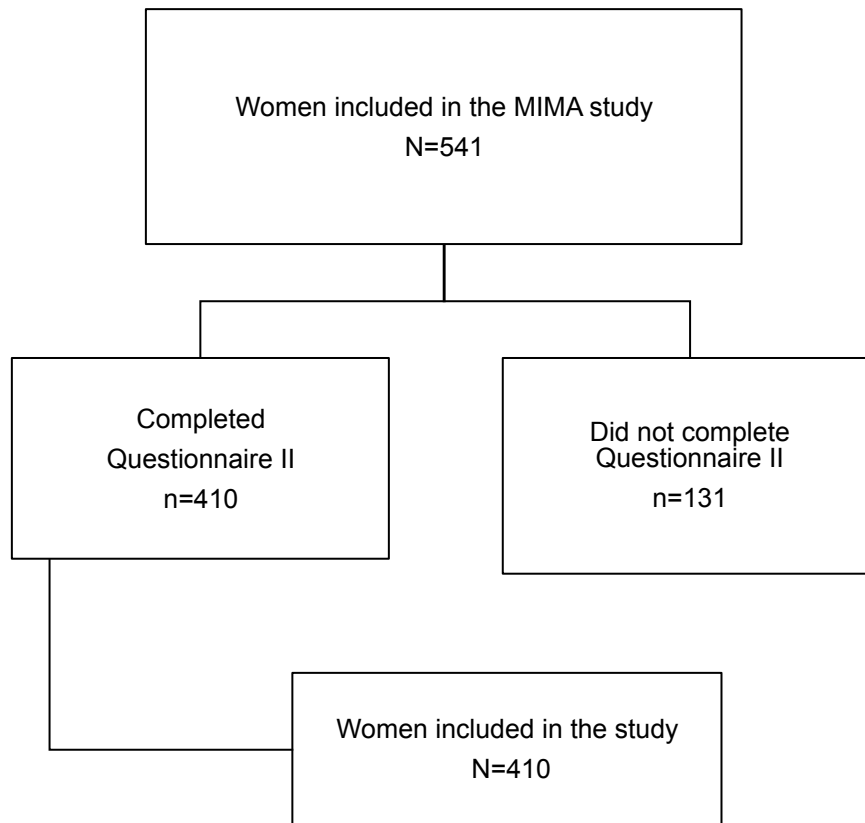 Women included in the MIMA study
N=541
Completed
Questionnaire II
n=410
Did not complete
Questionnaire II
n=131
Women included in the study
N=410